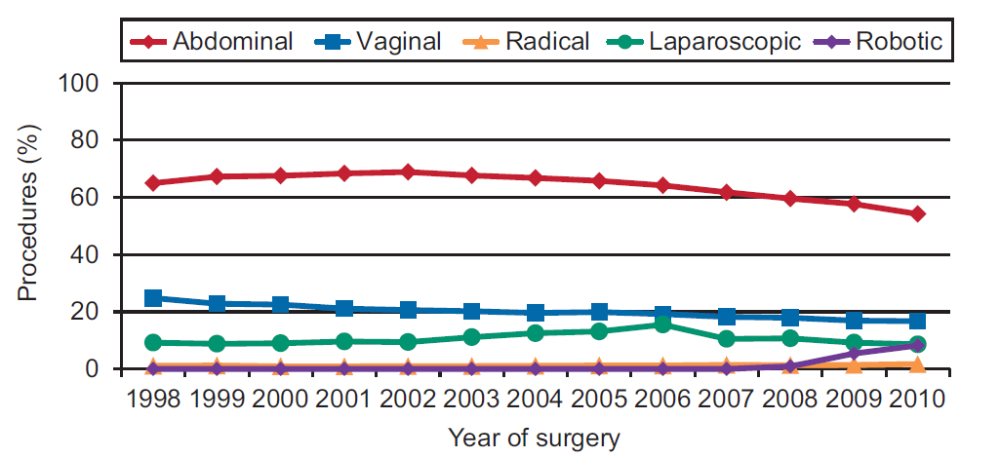 Abdominal Vaginal Radical Laparoscopic Robotic
100
80
60
40
20
0
Procedures (%)
1998 1999 2000 2001 2002 2003 2004 2005 2006 2007 2008 2009 2010
Year of surgery